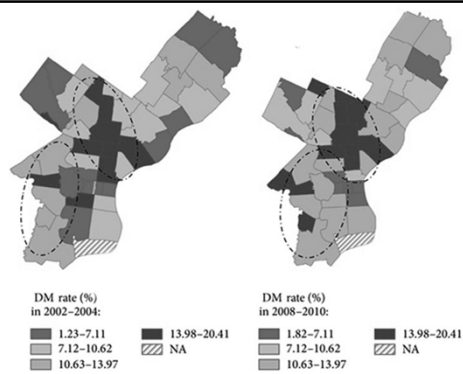 DM rate (%)
in 2002–2004:
1.23–7.11
7.12–10.62
10.63–13.97
13.98–20.41
NA
DM rate (%)
in 2008–2010:
1.82–7.11
7.12–10.62
10.63–13.97
13.98–20.41
NA